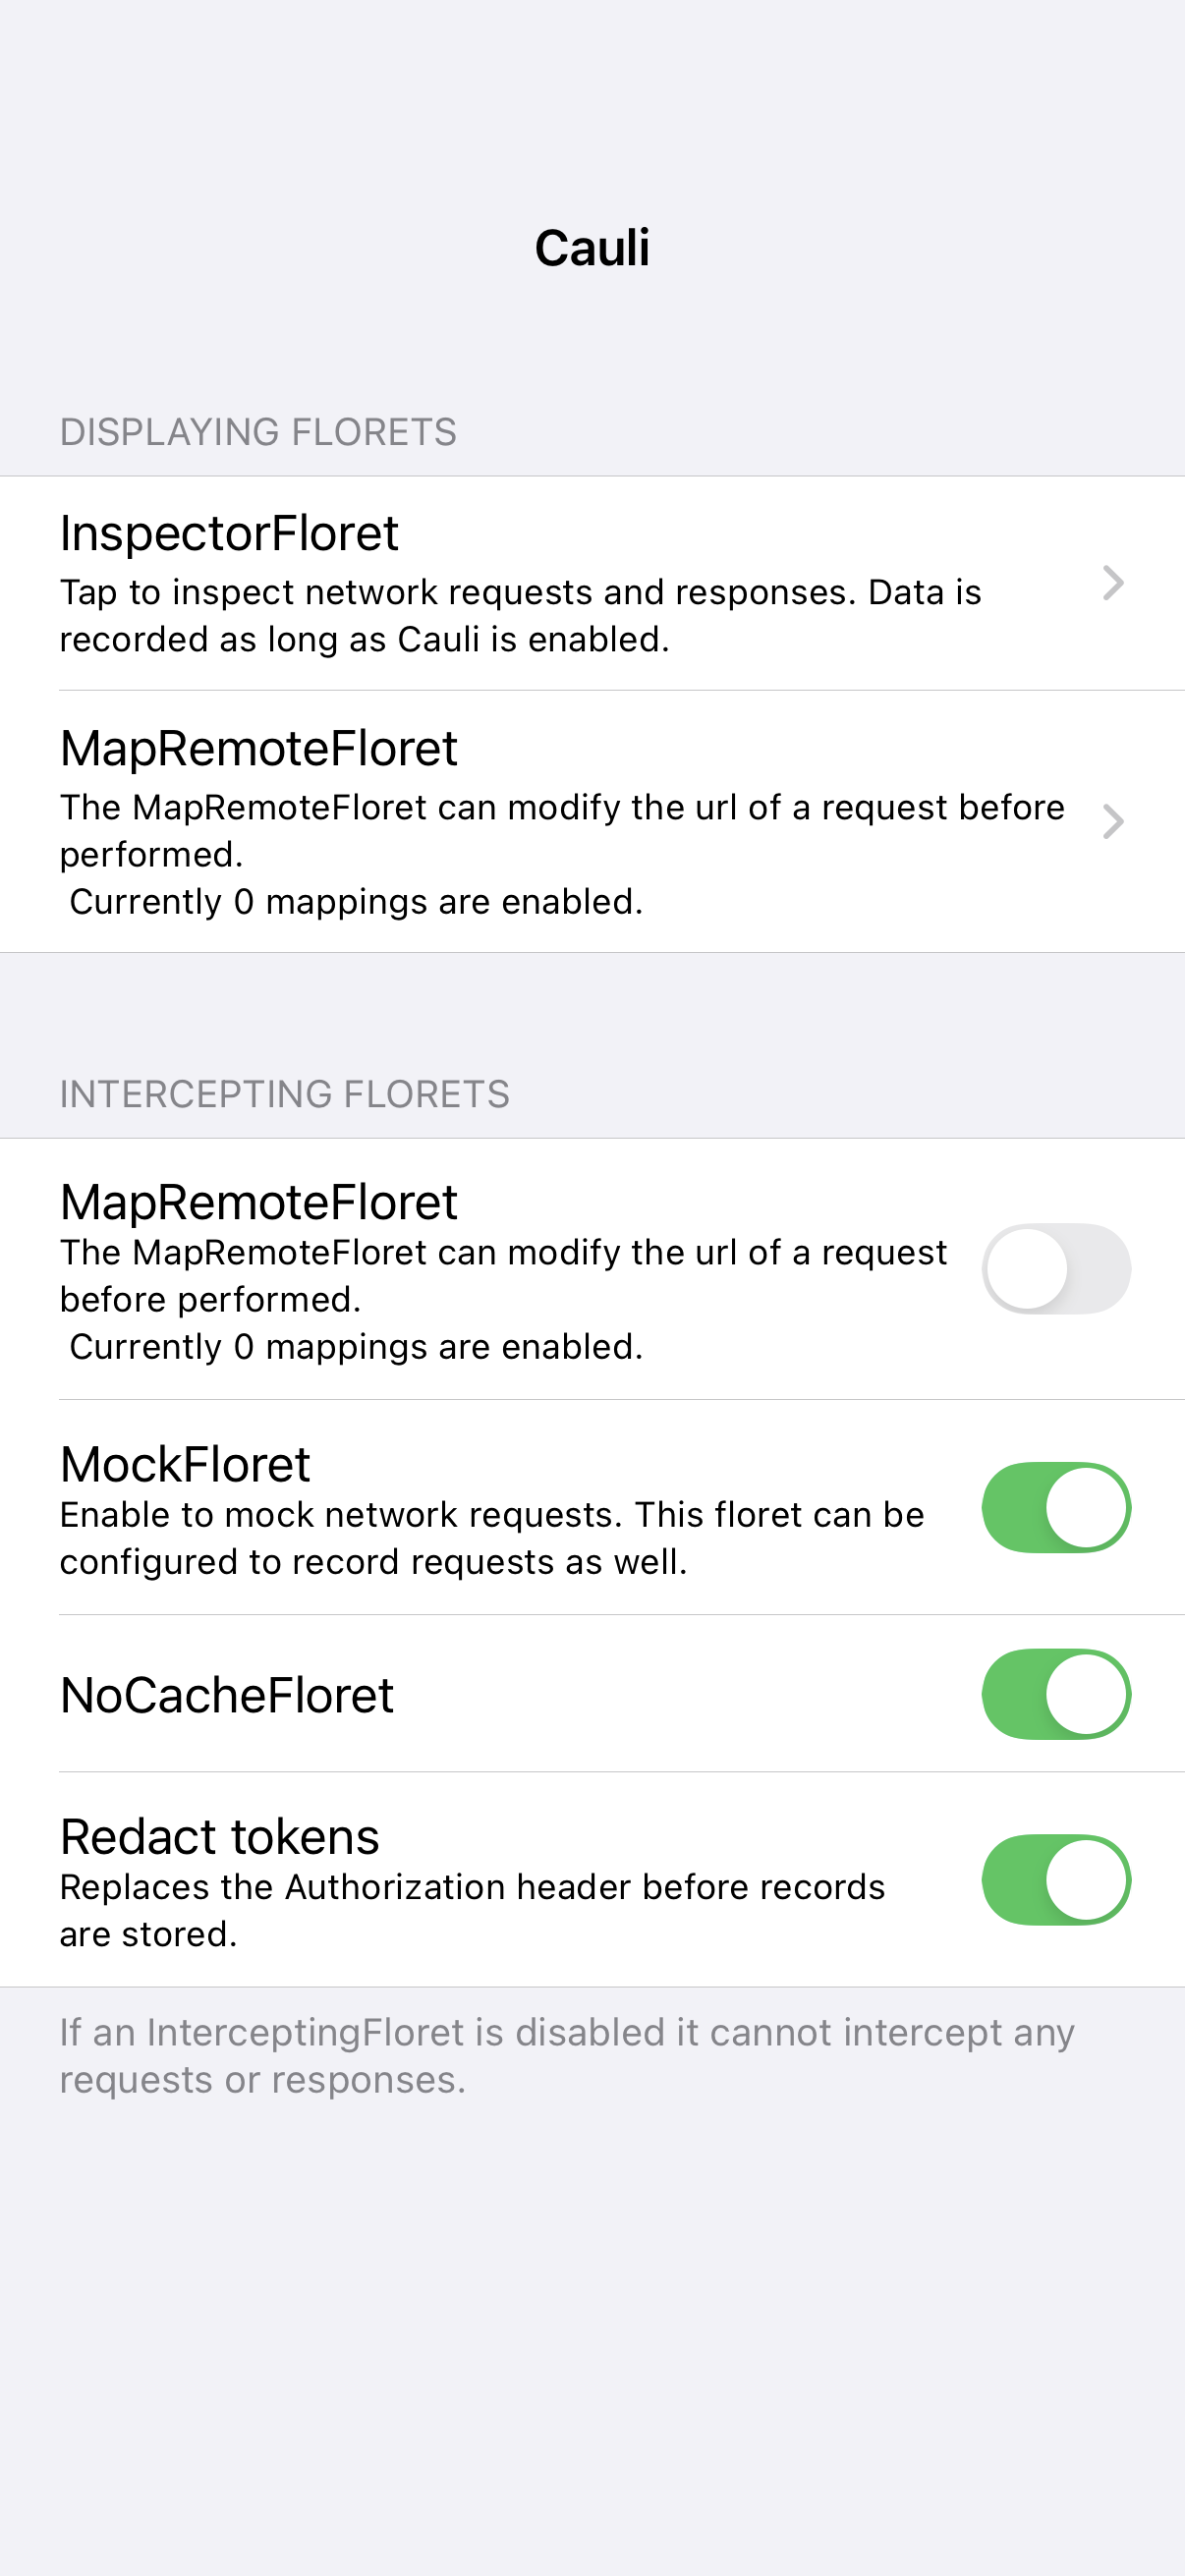 Cauli
DISPLAYING FLORETS
InspectorFloret
Tap to inspect network requests and responses. Data is
recorded as long as Cauli is enabled.
MapRemoteFloret
The MapRemoteFloret can modify the url of a request before
performed.
Currently 0 mappings are enabled.
INTERCEPTING FLORETS
MapRemoteFloret
The MapRemoteFloret can modify the url of a request
before performed.
Currently 0 mappings are enabled.
MockFloret
Enable to mock network requests. This floret can be
configured to record requests as well.
NoCacheFloret
Redact tokens
Replaces the Authorization header before records
are stored.
If an InterceptingFloret is disabled it cannot intercept any
requests or responses.